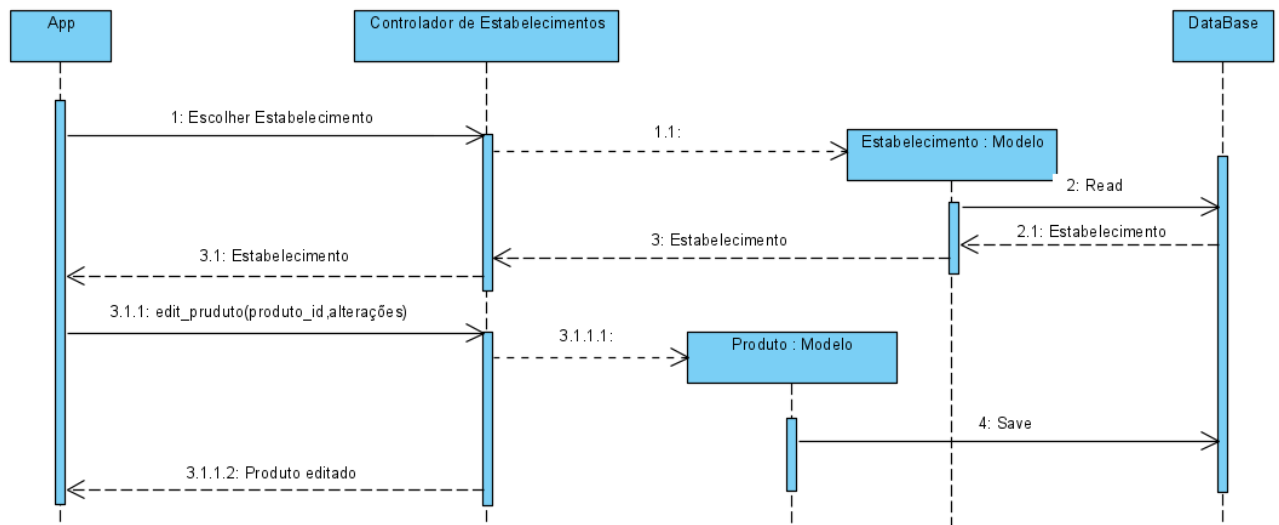 App
Controlador de Estabelecimentos
DataBase
1: Escolher Estabelecimento
1.1:
Estabelecimento : Modelo
2: Read
2.1: Estabelecimento
3: Estabelecimento
3.1: Estabelecimento
3.1.1: edit_pruduto(produto_id,alterações)
3.1.1.1:
Produto : Modelo
4: Save
3.1.1.2: Produto editado